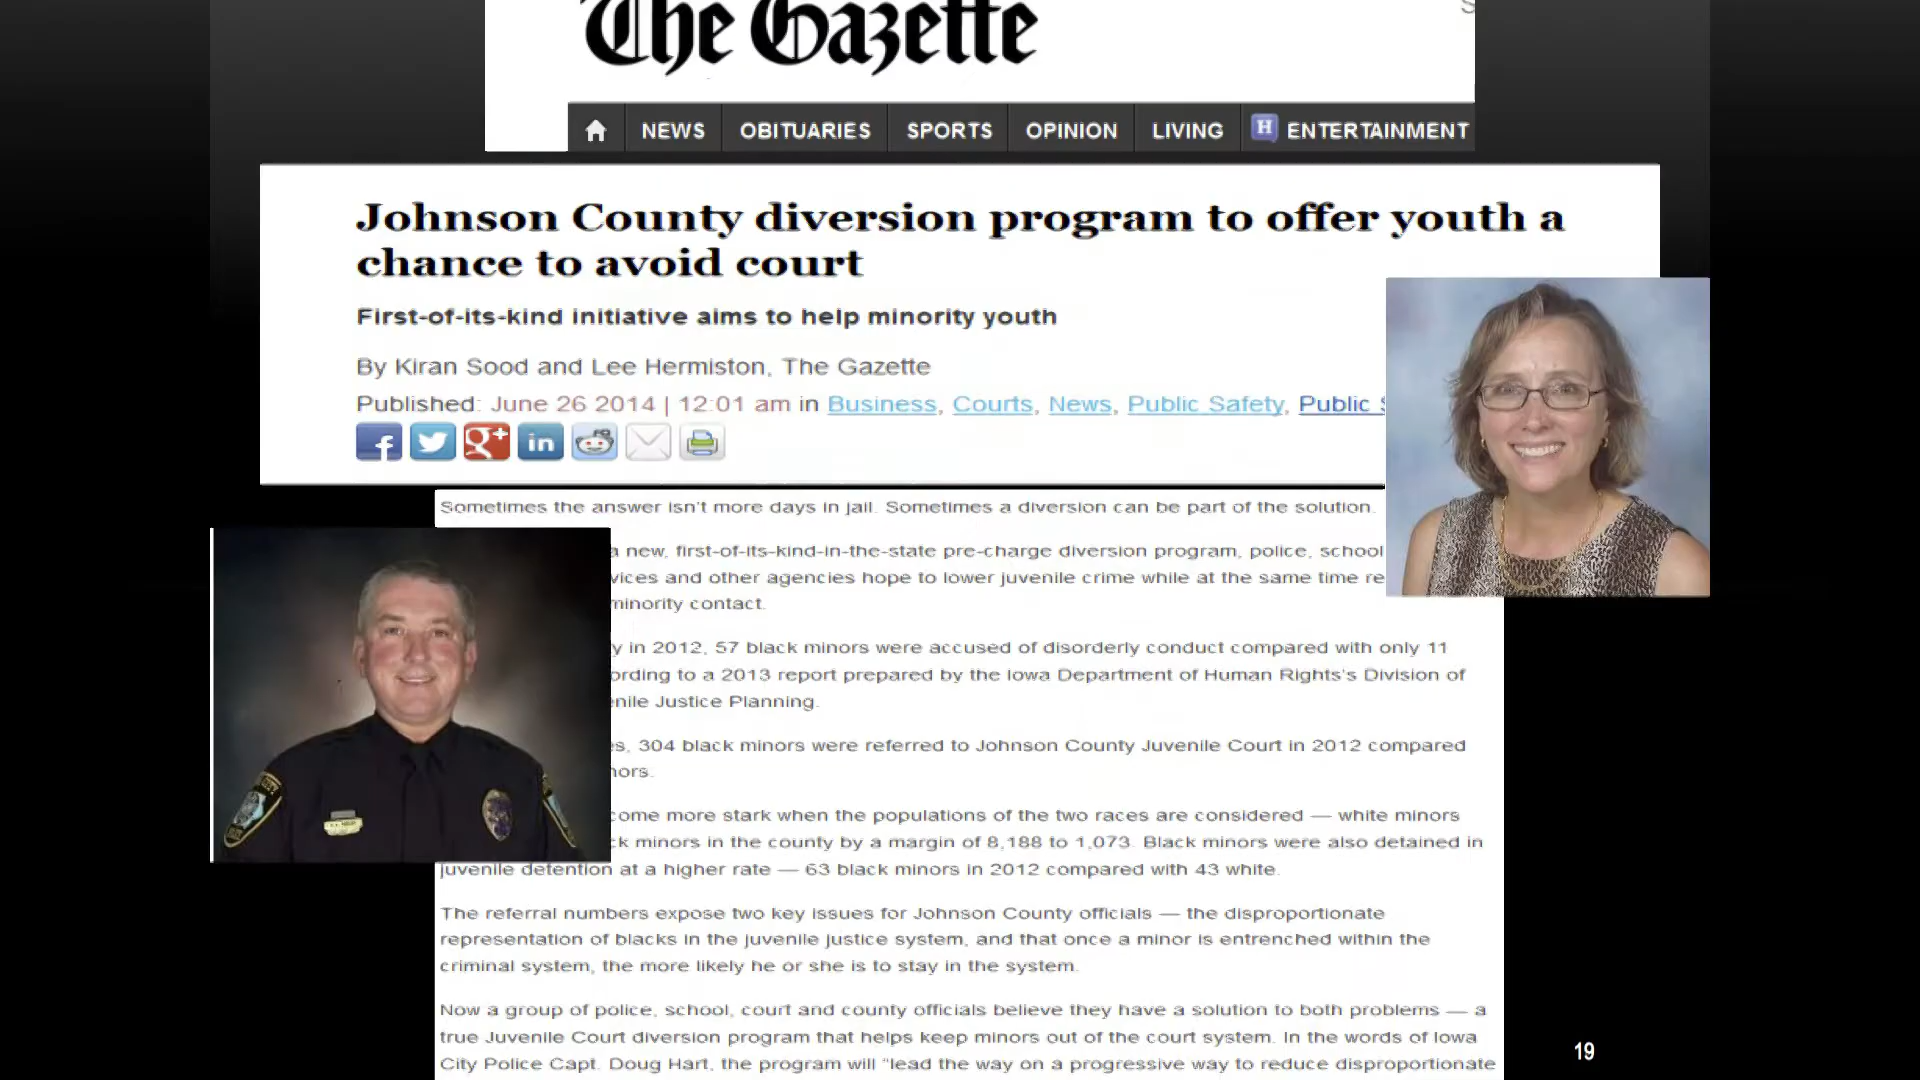 The Gazette
S
NEWS OBITUARIES SPORTS OPINION LIVING H ENTERTAINMENT
Johnson County diversion program to offer youth a
chance to avoid court
First-of-its-kind initiative aims to help minority youth
By Kiran Sood and Lee Hermiston, The Gazette
Published: June 26 2014 | 12:01 am in Business, Courts, News, Public Safety, Public
f g+ in
Sometimes the answer isn't more days in jail. Sometimes a diversion can be part of the solution.
a new, first-of-its-kind-in-the-state pre-charge diversion program, police, school
vices and other agencies hope to lower juvenile crime while at the same time re
minority contact.
y in 2012, 57 black minors were accused of disorderly conduct compared with only 11
ording to a 2013 report prepared by the Iowa Department of Human Rights's Division of
enile Justice Planning.
es, 304 black minors were referred to Johnson County Juvenile Court in 2012 compared
nors.
come more stark when the populations of the two races are considered — white minors
ck minors in the county by a margin of 8,188 to 1,073. Black minors were also detained in
juvenile detention at a higher rate — 63 black minors in 2012 compared with 43 white.
The referral numbers expose two key issues for Johnson County officials — the disproportionate
representation of blacks in the juvenile justice system, and that once a minor is entrenched within the
criminal system, the more likely he or she is to stay in the system.
Now a group of police, school, court and county officials believe they have a solution to both problems — a
true Juvenile Court diversion program that helps keep minors out of the court system. In the words of Iowa
City Police Capt. Doug Hart, the program will "lead the way on a progressive way to reduce disproportionate
19